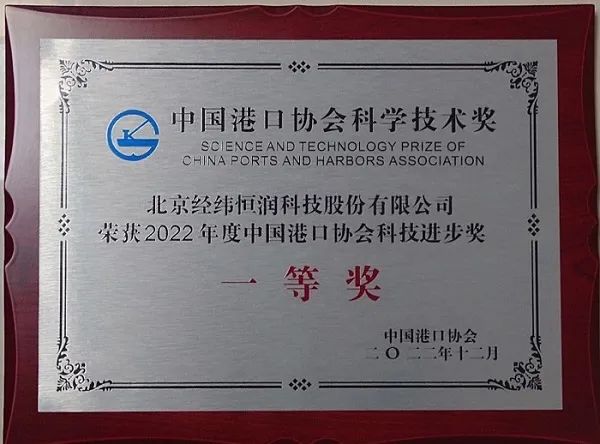 中国港口协会科学技术奖
SCIENCE AND TECHNOLOGY PRIZE OF
CHINA PORTS AND HARBORS ASSOCIATION
北京经纬恒润科技股份有限公司
荣获2022年度中国港口协会科技进步奖
一等奖
中国港口协会
二〇二二年十二月